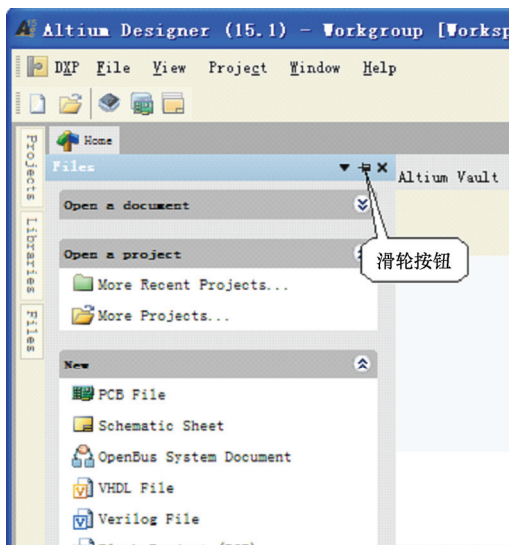 Altium Designer (15.1) - Workgroup [Worksp
DXP File View Project Window Help
Home
Projects
Libraries
Files
Files
Altium Vault
Open a document
Open a project
滑轮按钮
More Recent Projects...
More Projects...
New
PCB File
Schematic Sheet
OpenBus System Document
VHDL File
Verilog File